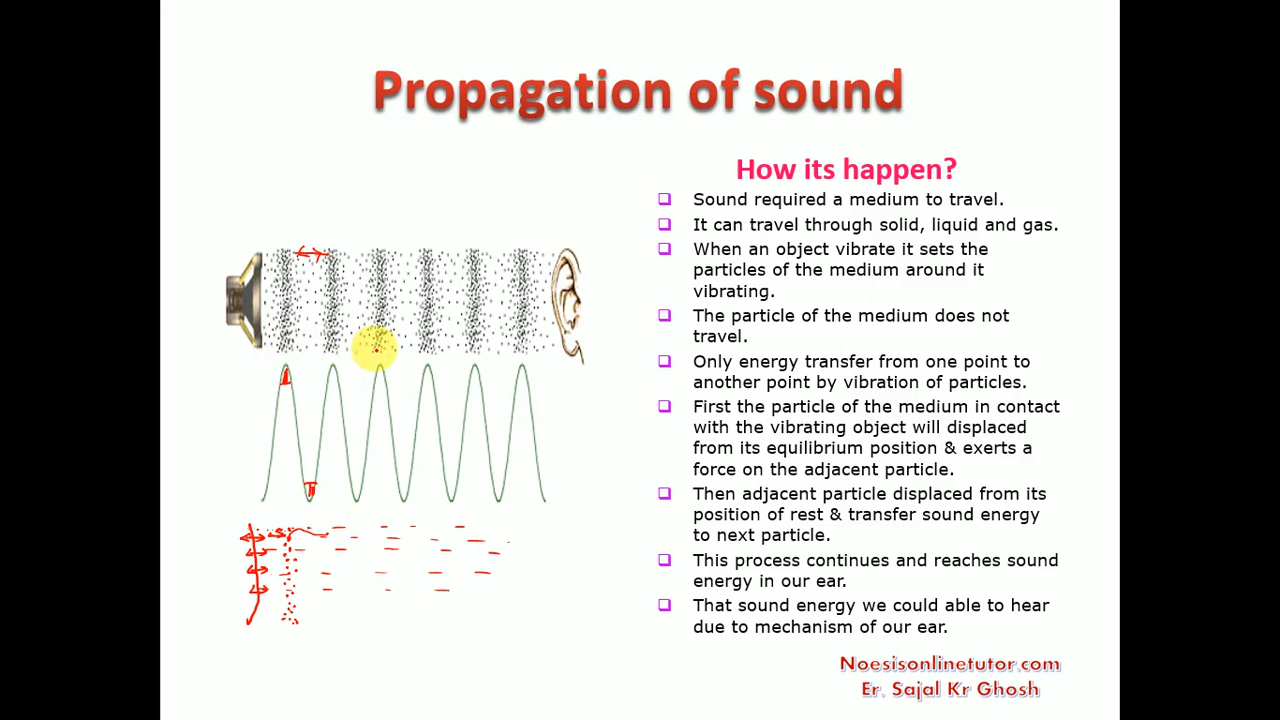 Propagation of sound
How its happen?
Sound required a medium to travel.
It can travel through solid, liquid and gas.
When an object vibrate it sets the
particles of the medium around it
vibrating.
The particle of the medium does not
travel.
Only energy transfer from one point to
another point by vibration of particles.
First the particle of the medium in contact
with the vibrating object will displaced
from its equilibrium position & exerts a
force on the adjacent particle.
Then adjacent particle displaced from its
position of rest & transfer sound energy
to next particle.
This process continues and reaches sound
energy in our ear.
That sound energy we could able to hear
due to mechanism of our ear.
Noesisonlinetutor.com
Er. Sajal Kr Ghosh